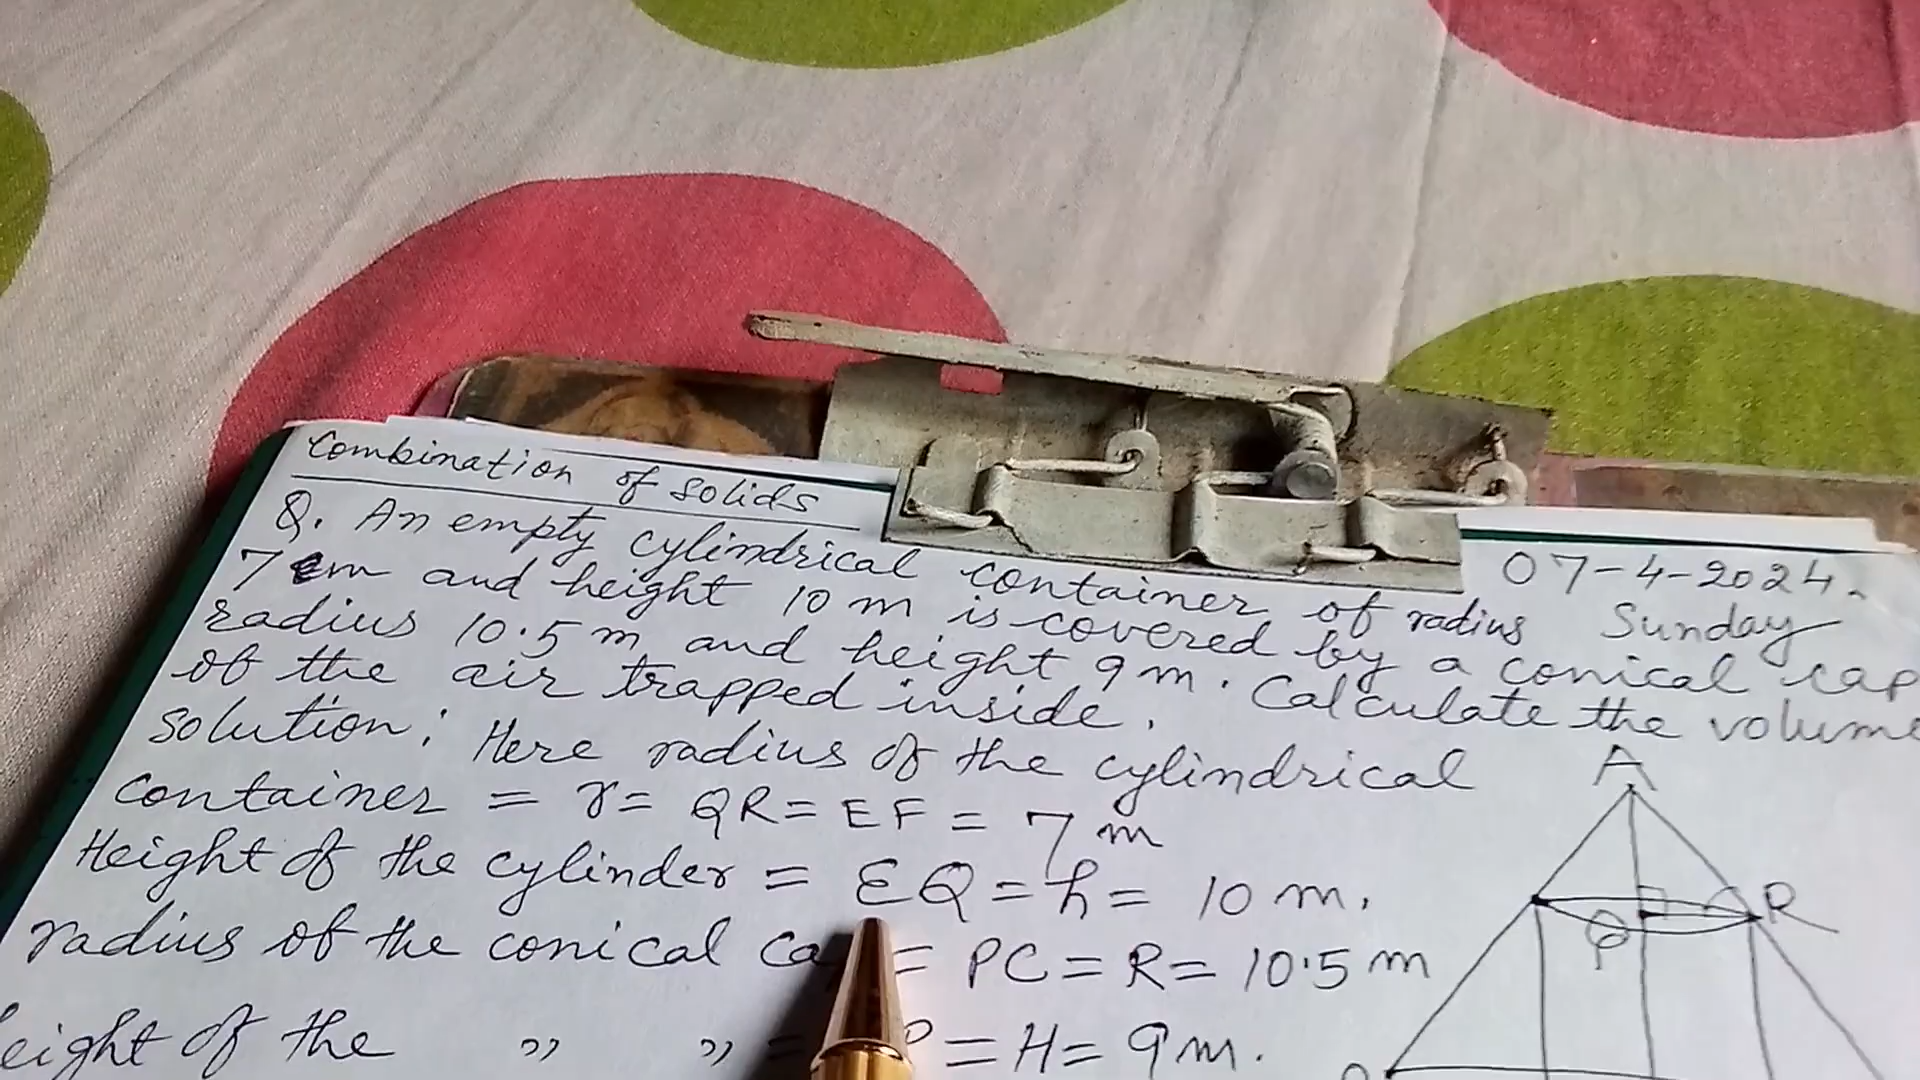 Combination of solids
07-4-2024.
Sunday
Q. An empty cylindrical container of radius
7 m and height 10 m is covered by a conical cap
radius 10.5 m and height 9 m. Calculate the volume
of the air trapped inside.
Solution: Here radius of the cylindrical
container = r = QR = EF = 7 m
Height of the cylinder = EQ = h = 10 m.
radius of the conical = PC = R = 10.5 m
eight of the ,, ,, = P = H = 9 m.
A
Q
R